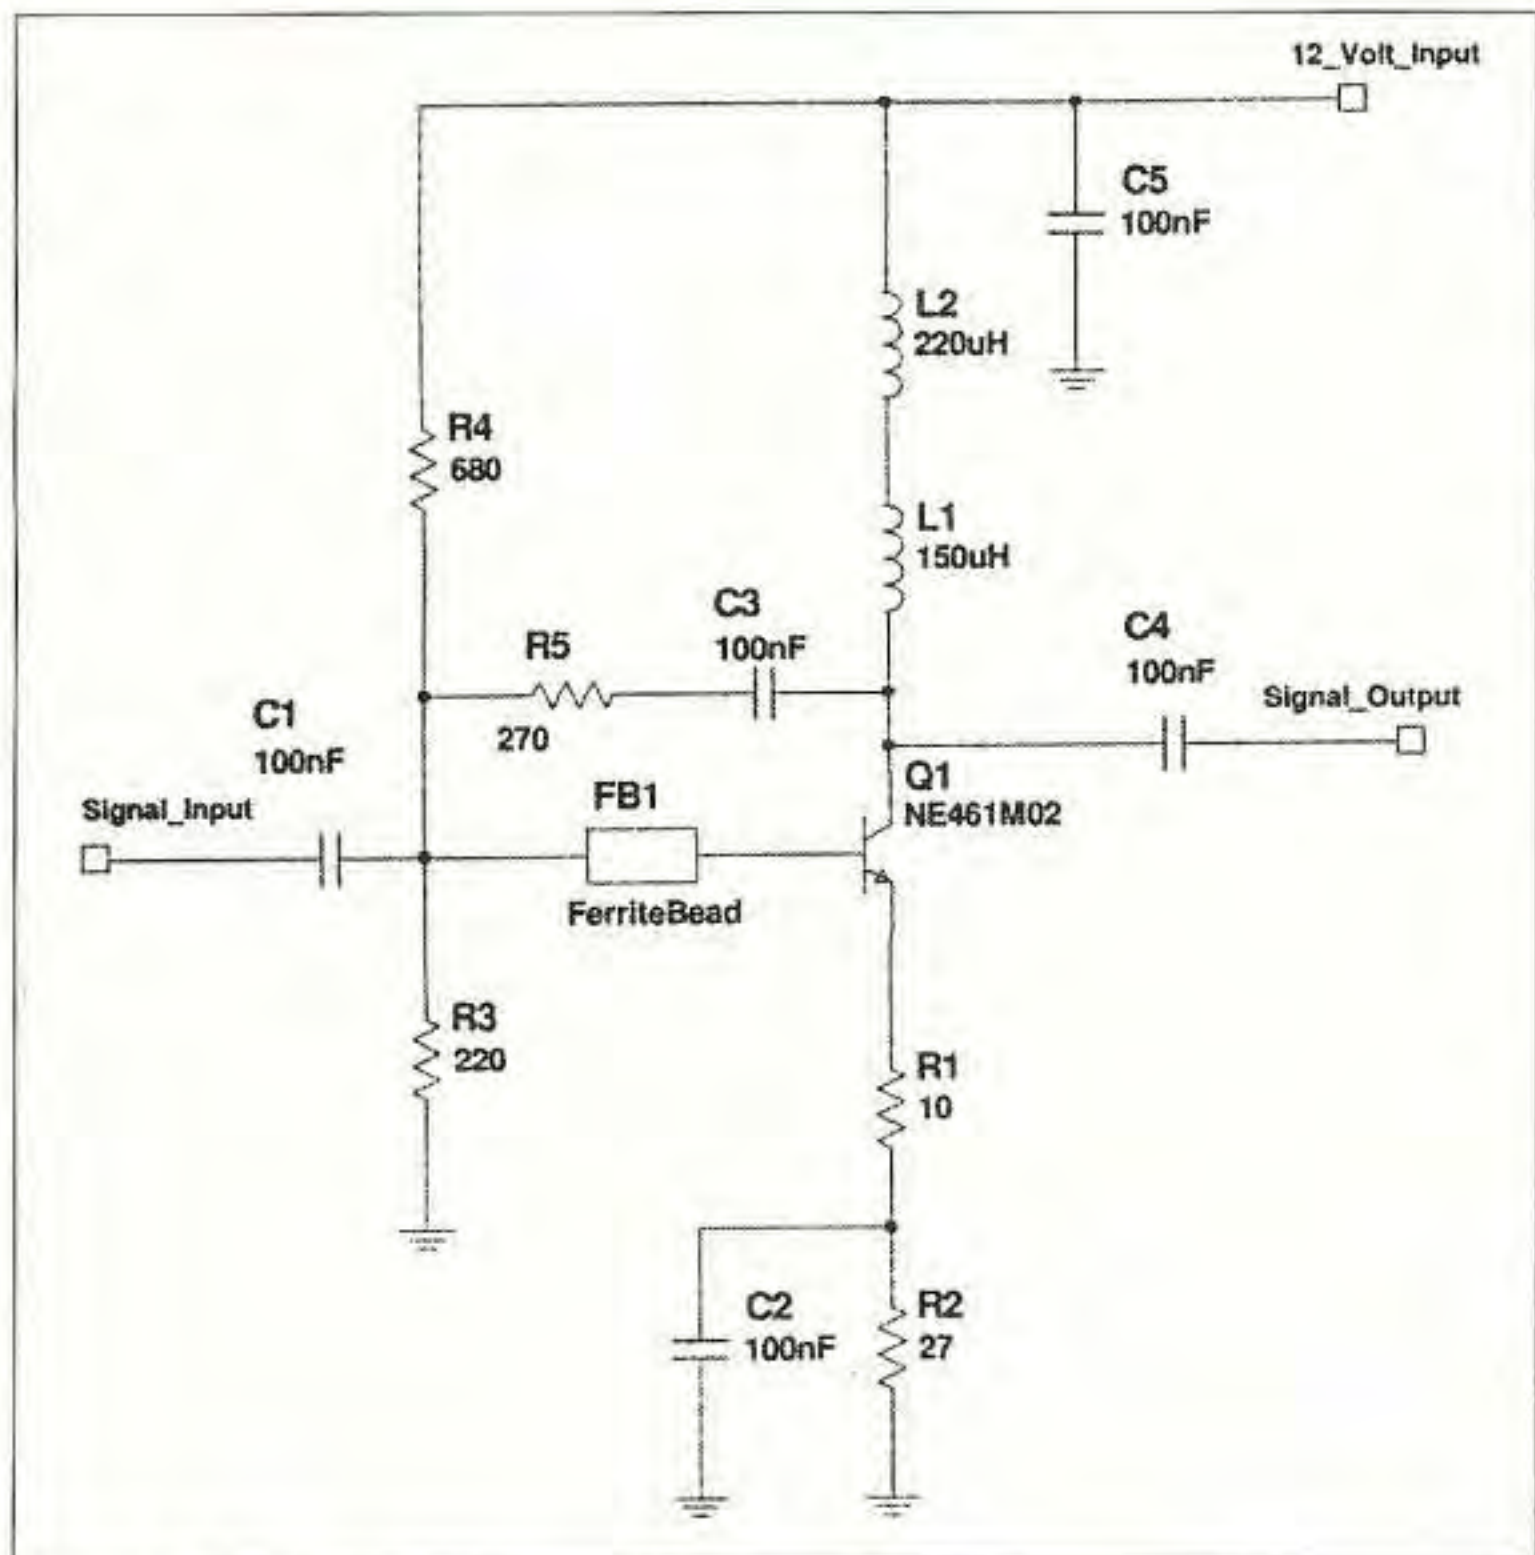 12_Volt_Input
C5
100nF
L2
220uH
R4
680
L1
150uH
C3
100nF
R5
270
C4
100nF
Signal_Output
C1
100nF
Signal_Input
FB1
FerriteBead
Q1
NE461M02
R3
220
R1
10
C2
100nF
R2
27